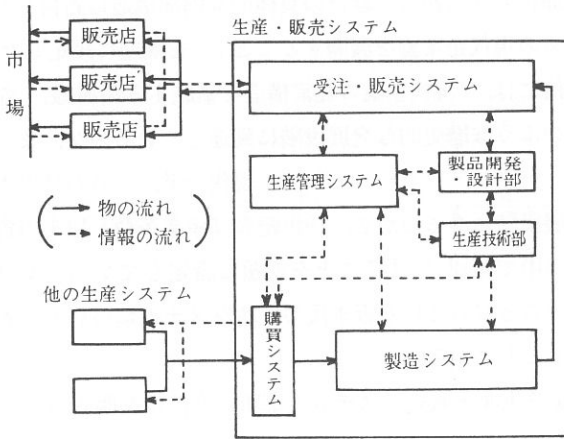 生産・販売システム
市場
販売店
販売店
販売店
受注・販売システム
生産管理システム
製品開発
・設計部
生産技術部
物の流れ
情報の流れ
他の生産システム
購買システム
製造システム